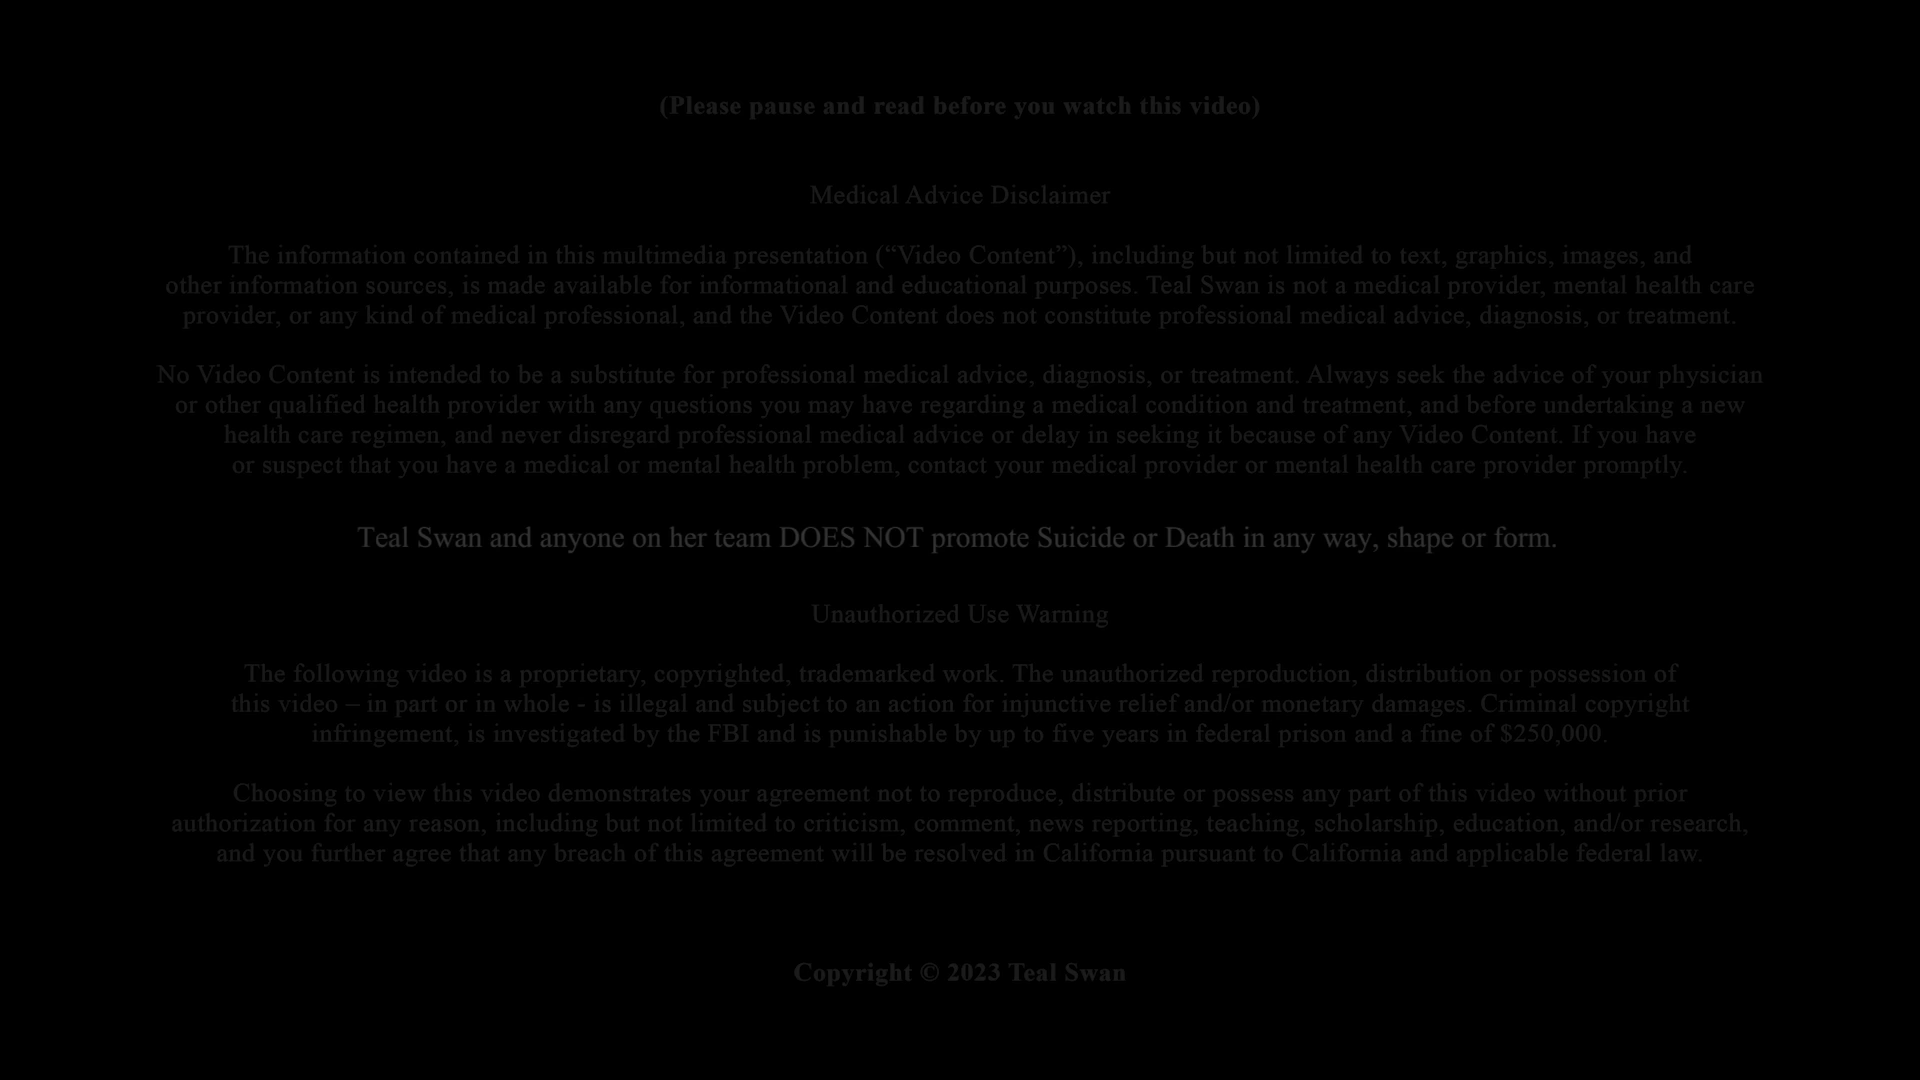 (Please pause and read before you watch this video)
Medical Advice Disclaimer
The information contained in this multimedia presentation (“Video Content”), including but not limited to text, graphics, images, and
other information sources, is made available for informational and educational purposes. Teal Swan is not a medical provider, mental health care
provider, or any kind of medical professional, and the Video Content does not constitute professional medical advice, diagnosis, or treatment.
No Video Content is intended to be a substitute for professional medical advice, diagnosis, or treatment. Always seek the advice of your physician
or other qualified health provider with any questions you may have regarding a medical condition and treatment, and before undertaking a new
health care regimen, and never disregard professional medical advice or delay in seeking it because of any Video Content. If you have
or suspect that you have a medical or mental health problem, contact your medical provider or mental health care provider promptly.
Teal Swan and anyone on her team DOES NOT promote Suicide or Death in any way, shape or form.
Unauthorized Use Warning
The following video is a proprietary, copyrighted, trademarked work. The unauthorized reproduction, distribution or possession of
this video – in part or in whole - is illegal and subject to an action for injunctive relief and/or monetary damages. Criminal copyright
infringement, is investigated by the FBI and is punishable by up to five years in federal prison and a fine of $250,000.
Choosing to view this video demonstrates your agreement not to reproduce, distribute or possess any part of this video without prior
authorization for any reason, including but not limited to criticism, comment, news reporting, teaching, scholarship, education, and/or research,
and you further agree that any breach of this agreement will be resolved in California pursuant to California and applicable federal law.
Copyright © 2023 Teal Swan